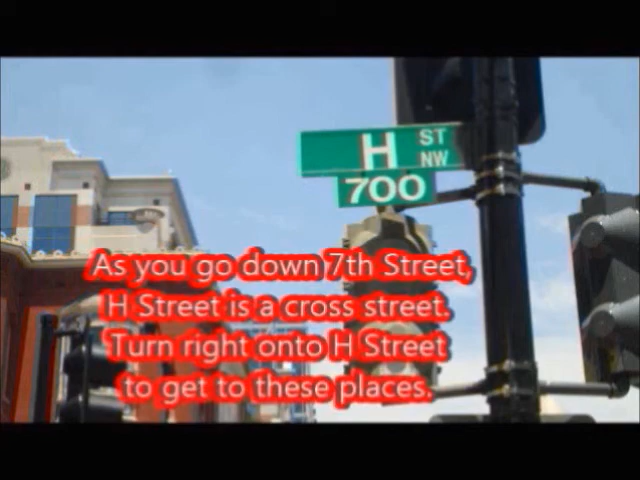 H ST NW
700
As you go down 7th Street,
H Street is a cross street.
Turn right onto H Street
to get to these places.